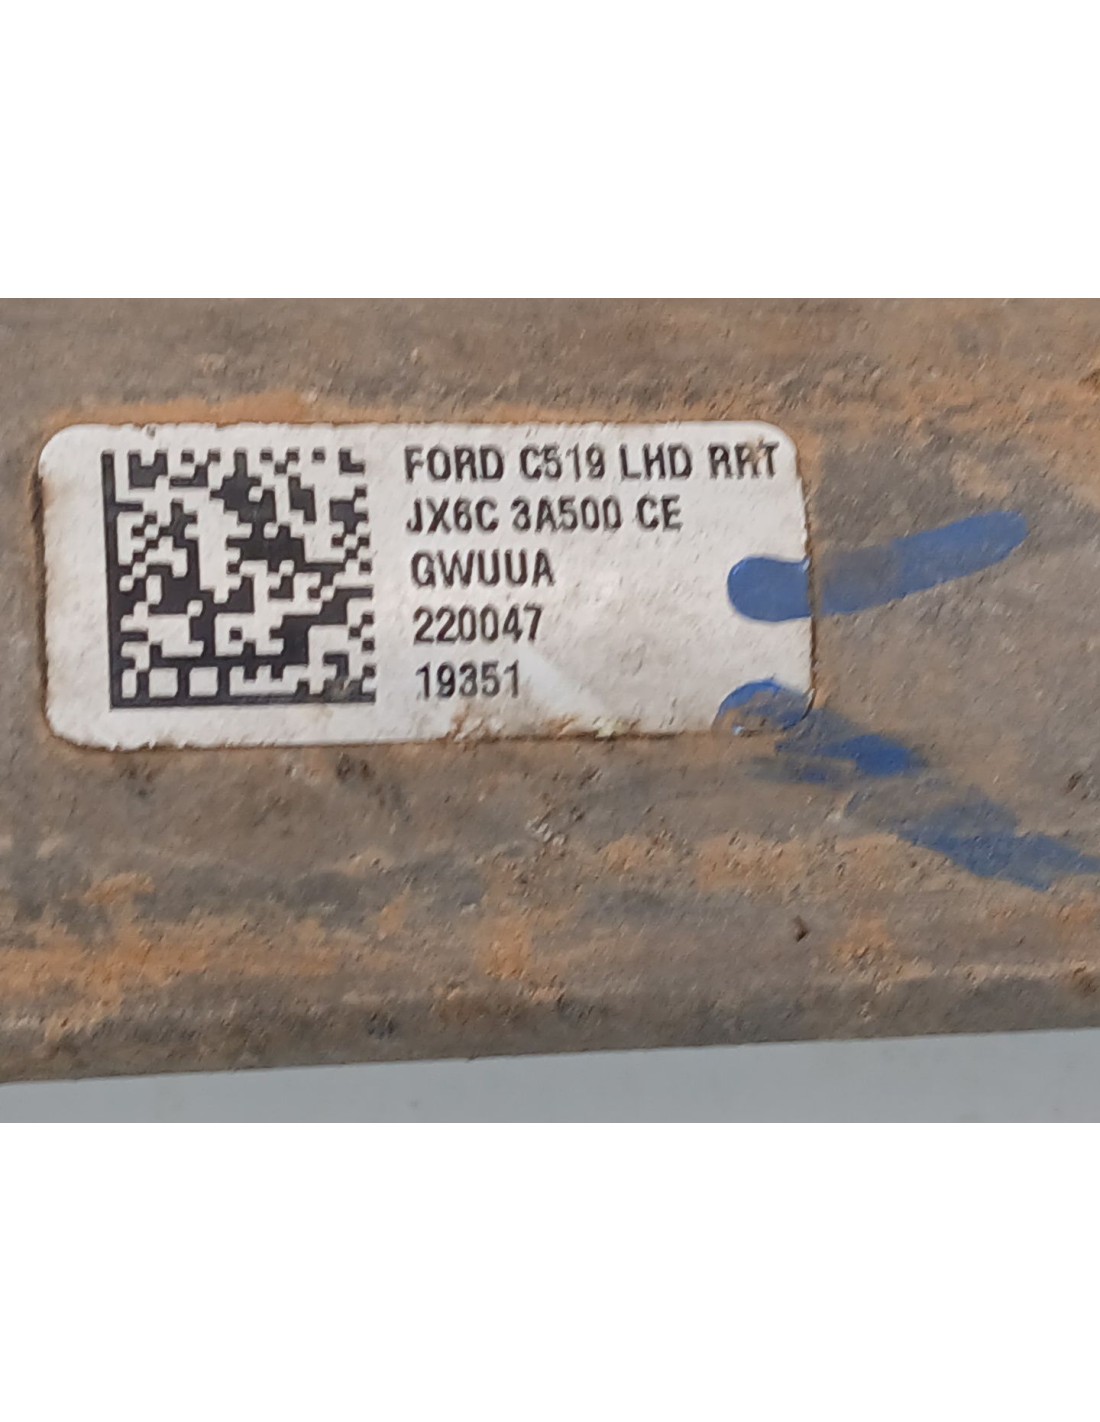 FORD C519 LHD RRT
JX6C 3A500 CE
GWUUA
220047
19351